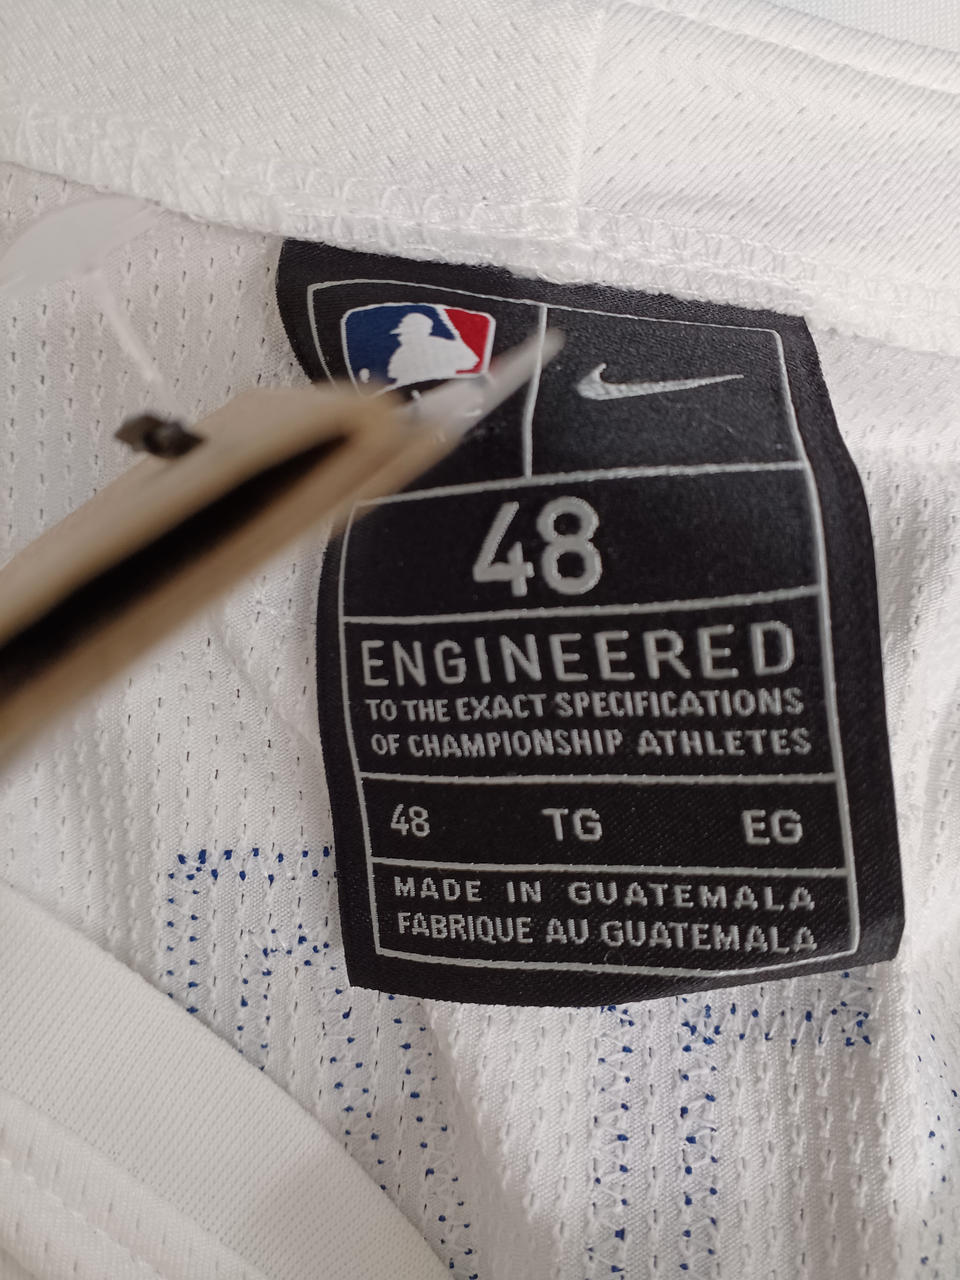 48
ENGINEERED
TO THE EXACT SPECIFICATIONS
OF CHAMPIONSHIP ATHLETES
48 TG EG
MADE IN GUATEMALA
FABRIQUE AU GUATEMALA